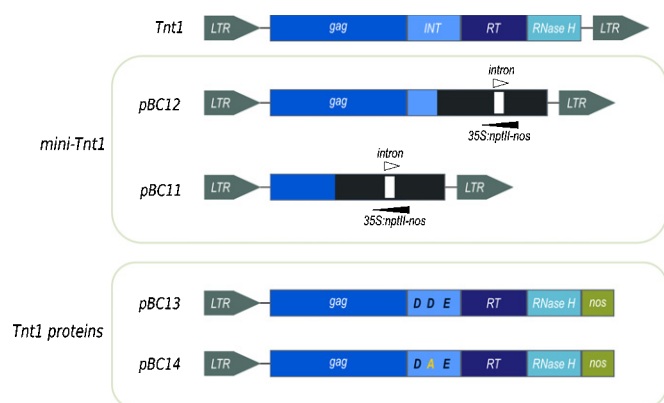 Tnt1 LTR gag INT RT RNase H LTR
intron
pBC12 LTR gag LTR
35S:nptII-nos
mini-Tnt1
intron
pBC11 LTR LTR
35S:nptII-nos
pBC13 LTR gag D D E RT RNase H nos
Tnt1 proteins
pBC14 LTR gag D A E RT RNase H nos